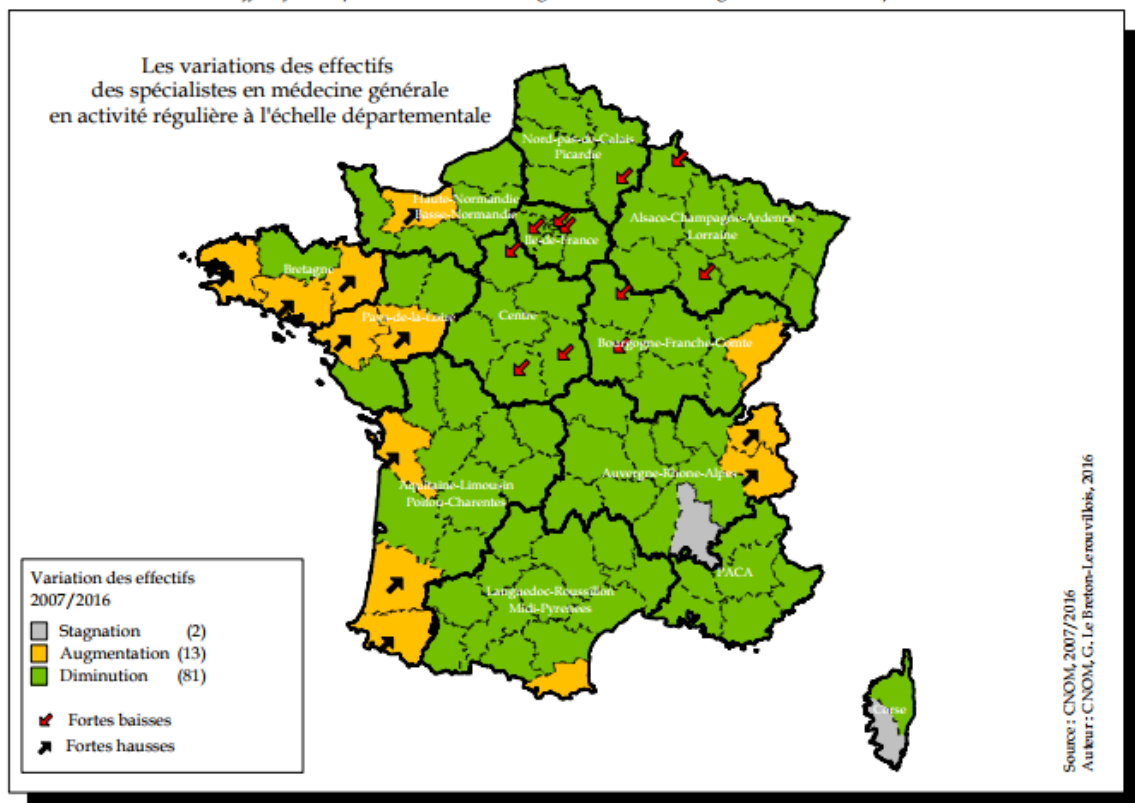 Les variations des effectifs
des spécialistes en médecine générale
en activité régulière à l'échelle départementale
Nord-pas-de-Calais
Picardie
Haute-Normandie
Basse-Normandie
Ile-de-France
Alsace-Champagne-Ardenne
Lorraine
Bretagne
Pays-de-la-Loire
Centre
Bourgogne-Franche-Comte
Auvergne-Rhone-Alpes
Aquitaine-Limousin
Poitou-Charentes
PACA
Languedoc-Roussillon
Midi-Pyrenees
Corse
Variation des effectifs
2007/2016
Stagnation (2)
Augmentation (13)
Diminution (81)
Fortes baisses
Fortes hausses
Source : CNOM, 2007/2016
Auteur : CNOM, G. Le Breton-Lerouvillois, 2016